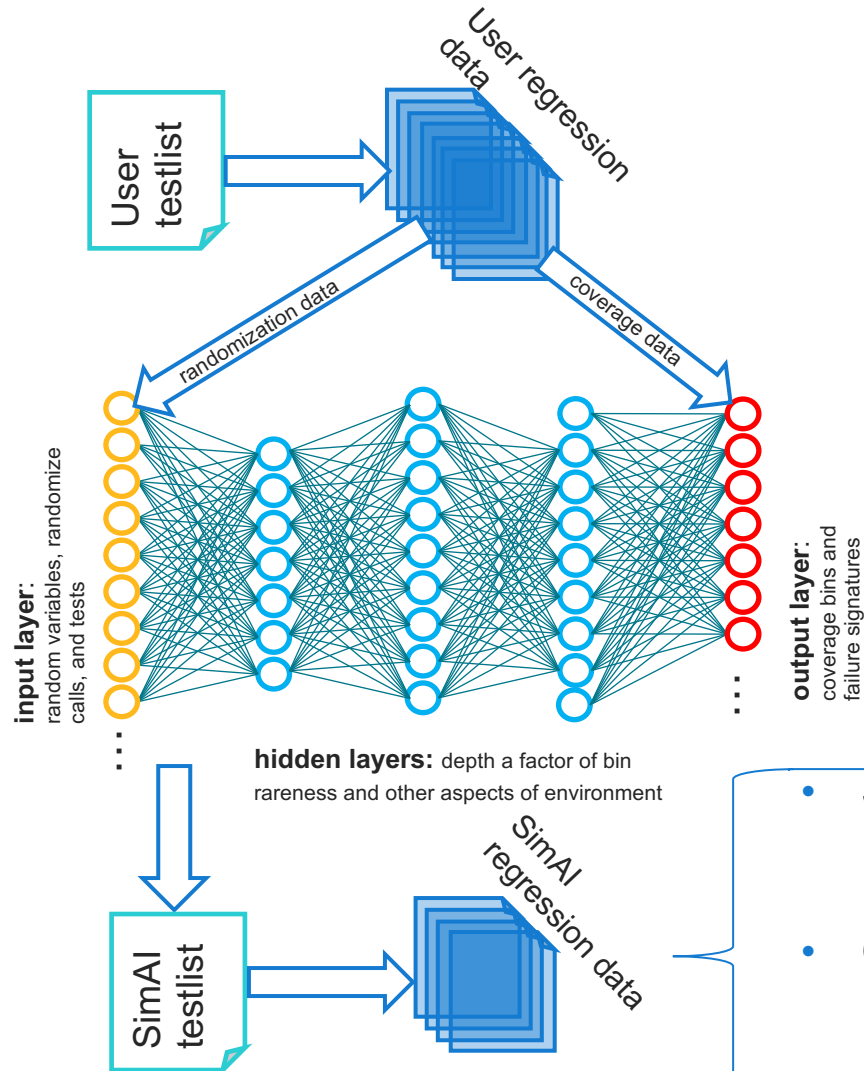 User
testlist
User regression
data
randomization data
coverage data
input layer:
random variables, randomize
calls, and tests
hidden layers: depth a factor of bin
rareness and other aspects of environment
output layer:
coverage bins and
failure signatures
SimAI
testlist
SimAI
regression data